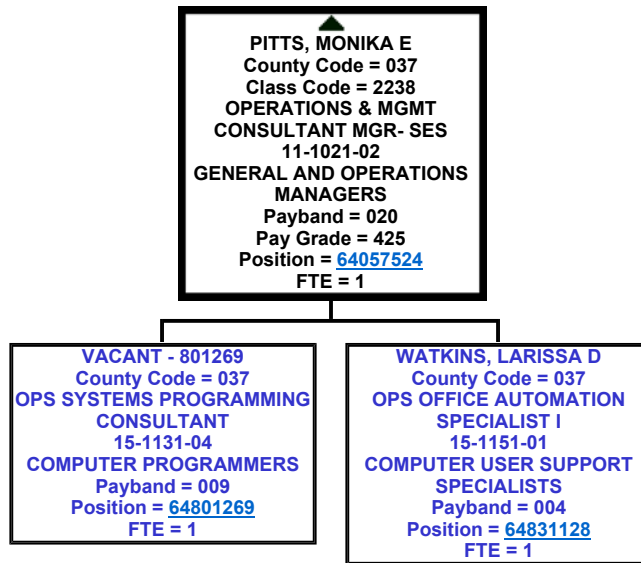 PITTS, MONIKA E
County Code = 037
Class Code = 2238
OPERATIONS & MGMT
CONSULTANT MGR- SES
11-1021-02
GENERAL AND OPERATIONS
MANAGERS
Payband = 020
Pay Grade = 425
Position = 64057524
FTE = 1
VACANT - 801269
County Code = 037
OPS SYSTEMS PROGRAMMING
CONSULTANT
15-1131-04
COMPUTER PROGRAMMERS
Payband = 009
Position = 64801269
FTE = 1
WATKINS, LARISSA D
County Code = 037
OPS OFFICE AUTOMATION
SPECIALIST I
15-1151-01
COMPUTER USER SUPPORT
SPECIALISTS
Payband = 004
Position = 64831128
FTE = 1